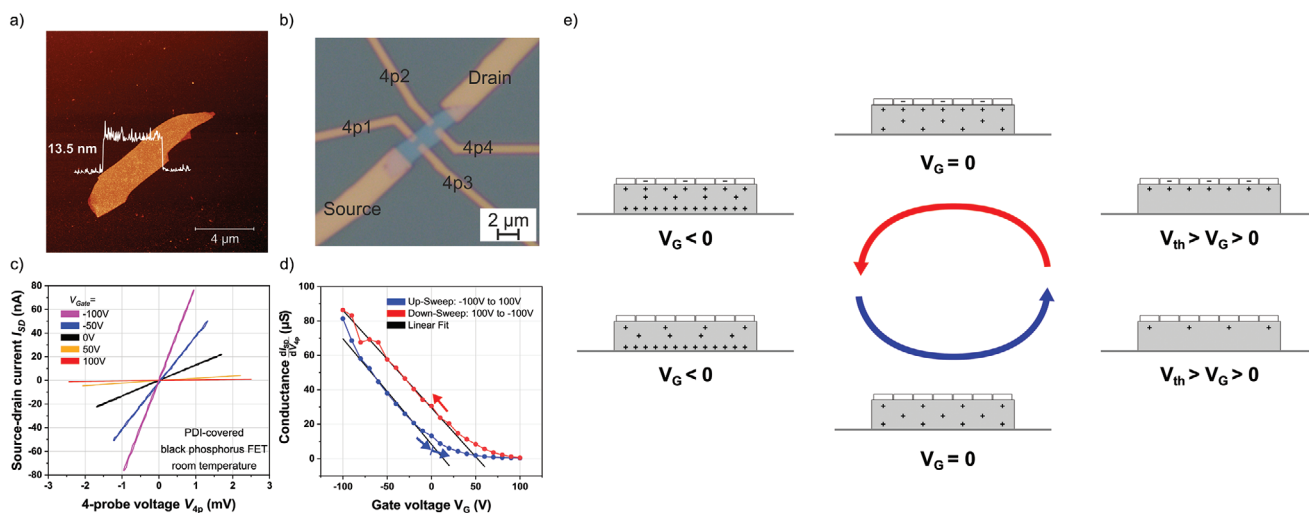 a)
13.5 nm
4 µm
b)
4p2
Drain
4p1
4p4
4p3
Source
2 µm
c)
Source-drain current I_SD (nA)
80
60
40
20
0
-20
-40
-60
-80
V_Gate=
-100V
-50V
0V
50V
100V
PDI-covered
black phosphorus FET
room temperature
-3 -2 -1 0 1 2 3
4-probe voltage V_4p (mV)
d)
Conductance dI_SD/dV_4p (µS)
100
80
60
40
20
0
Up-Sweep: -100V to 100V
Down-Sweep: 100V to -100V
Linear Fit
-100 -50 0 50 100
Gate voltage V_G (V)
e)
V_G = 0
V_G < 0
V_th > V_G > 0
V_G < 0
V_th > V_G > 0
V_G = 0